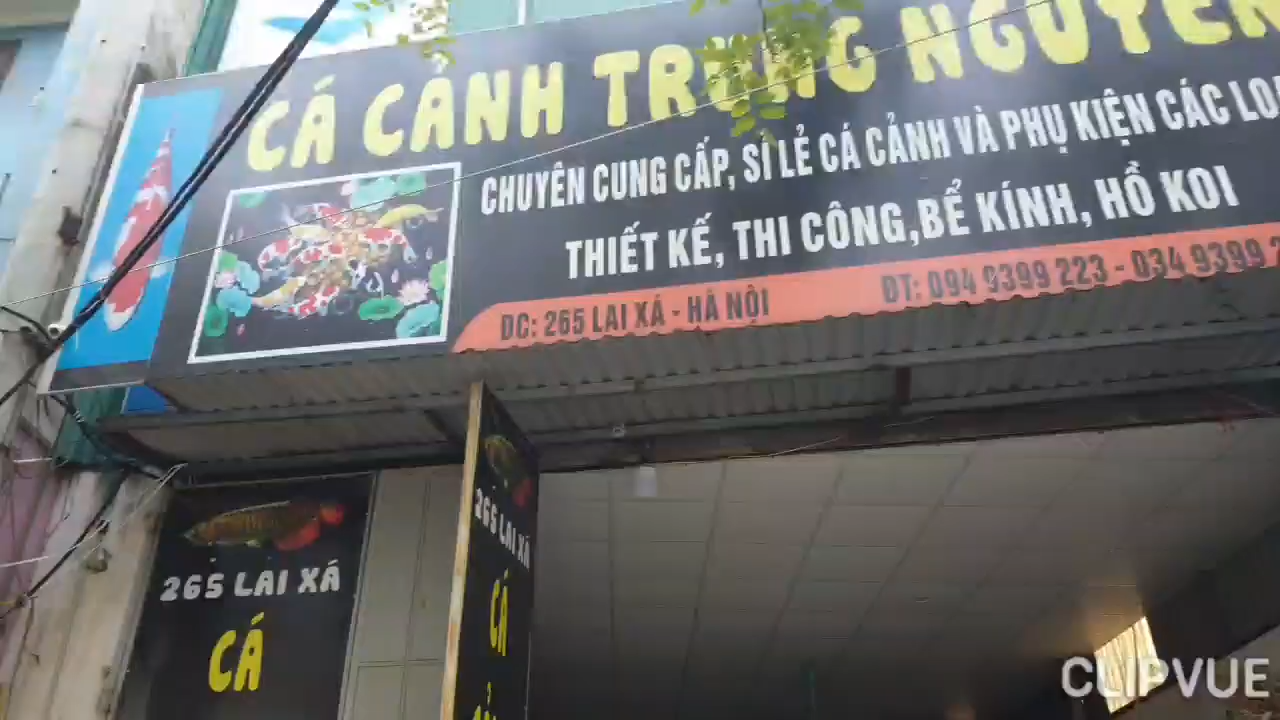 CÁ CẢNH TRUNG NGUYÊN
CHUYÊN CUNG CẤP, SỈ LẺ CÁ CẢNH VÀ PHỤ KIỆN CÁC
THIẾT KẾ, THI CÔNG,BỂ KÍNH, HỒ KOI
ĐC: 265 LAI XÁ - HÀ NỘI
ĐT: 094 9399 223 - 034 9399
265 LAI XÁ
CÁ
265 LAI XÁ
CÁ
CLIPVUE